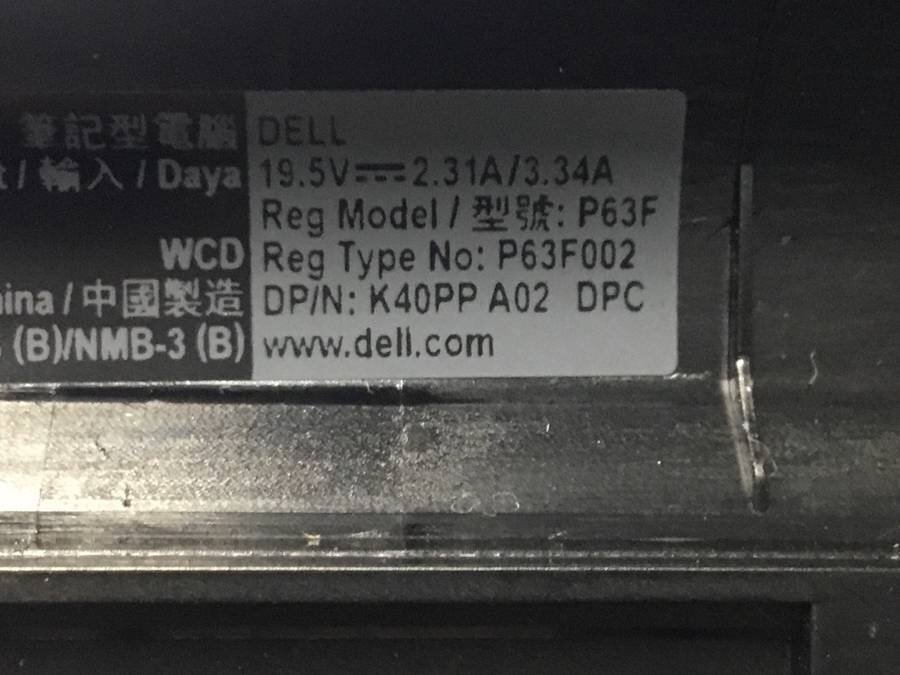 筆記型電腦 DELL
/ 輸入 / Daya 19.5V⎓2.31A/3.34A
Reg Model / 型號: P63F
WCD Reg Type No: P63F002
/ 中國製造 DP/N: K40PP A02 DPC
(B)/NMB-3 (B) www.dell.com